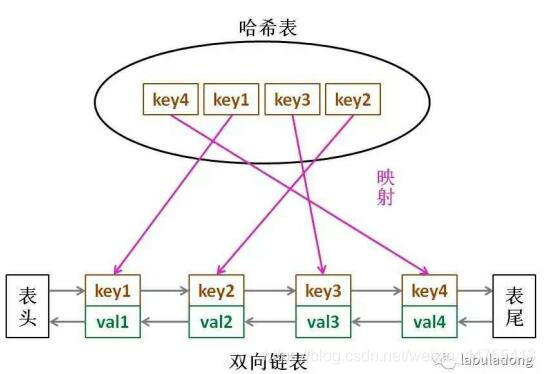 哈希表
key4 key1 key3 key2
映
射
表
头
key1 key2 key3 key4
val1 val2 val3 val4
表
尾
双向链表
labuladong